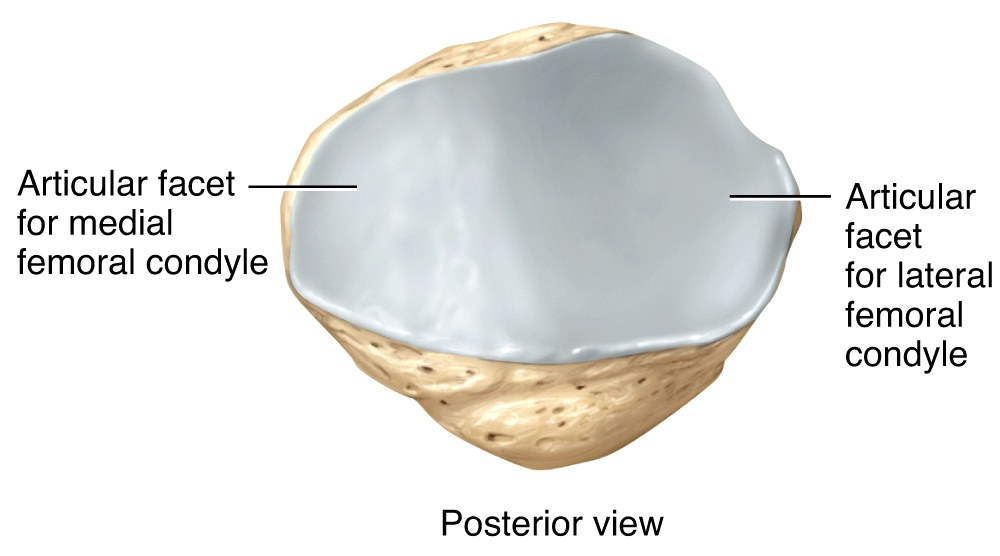 Articular facet
for medial
femoral condyle
Articular
facet
for lateral
femoral
condyle
Posterior view